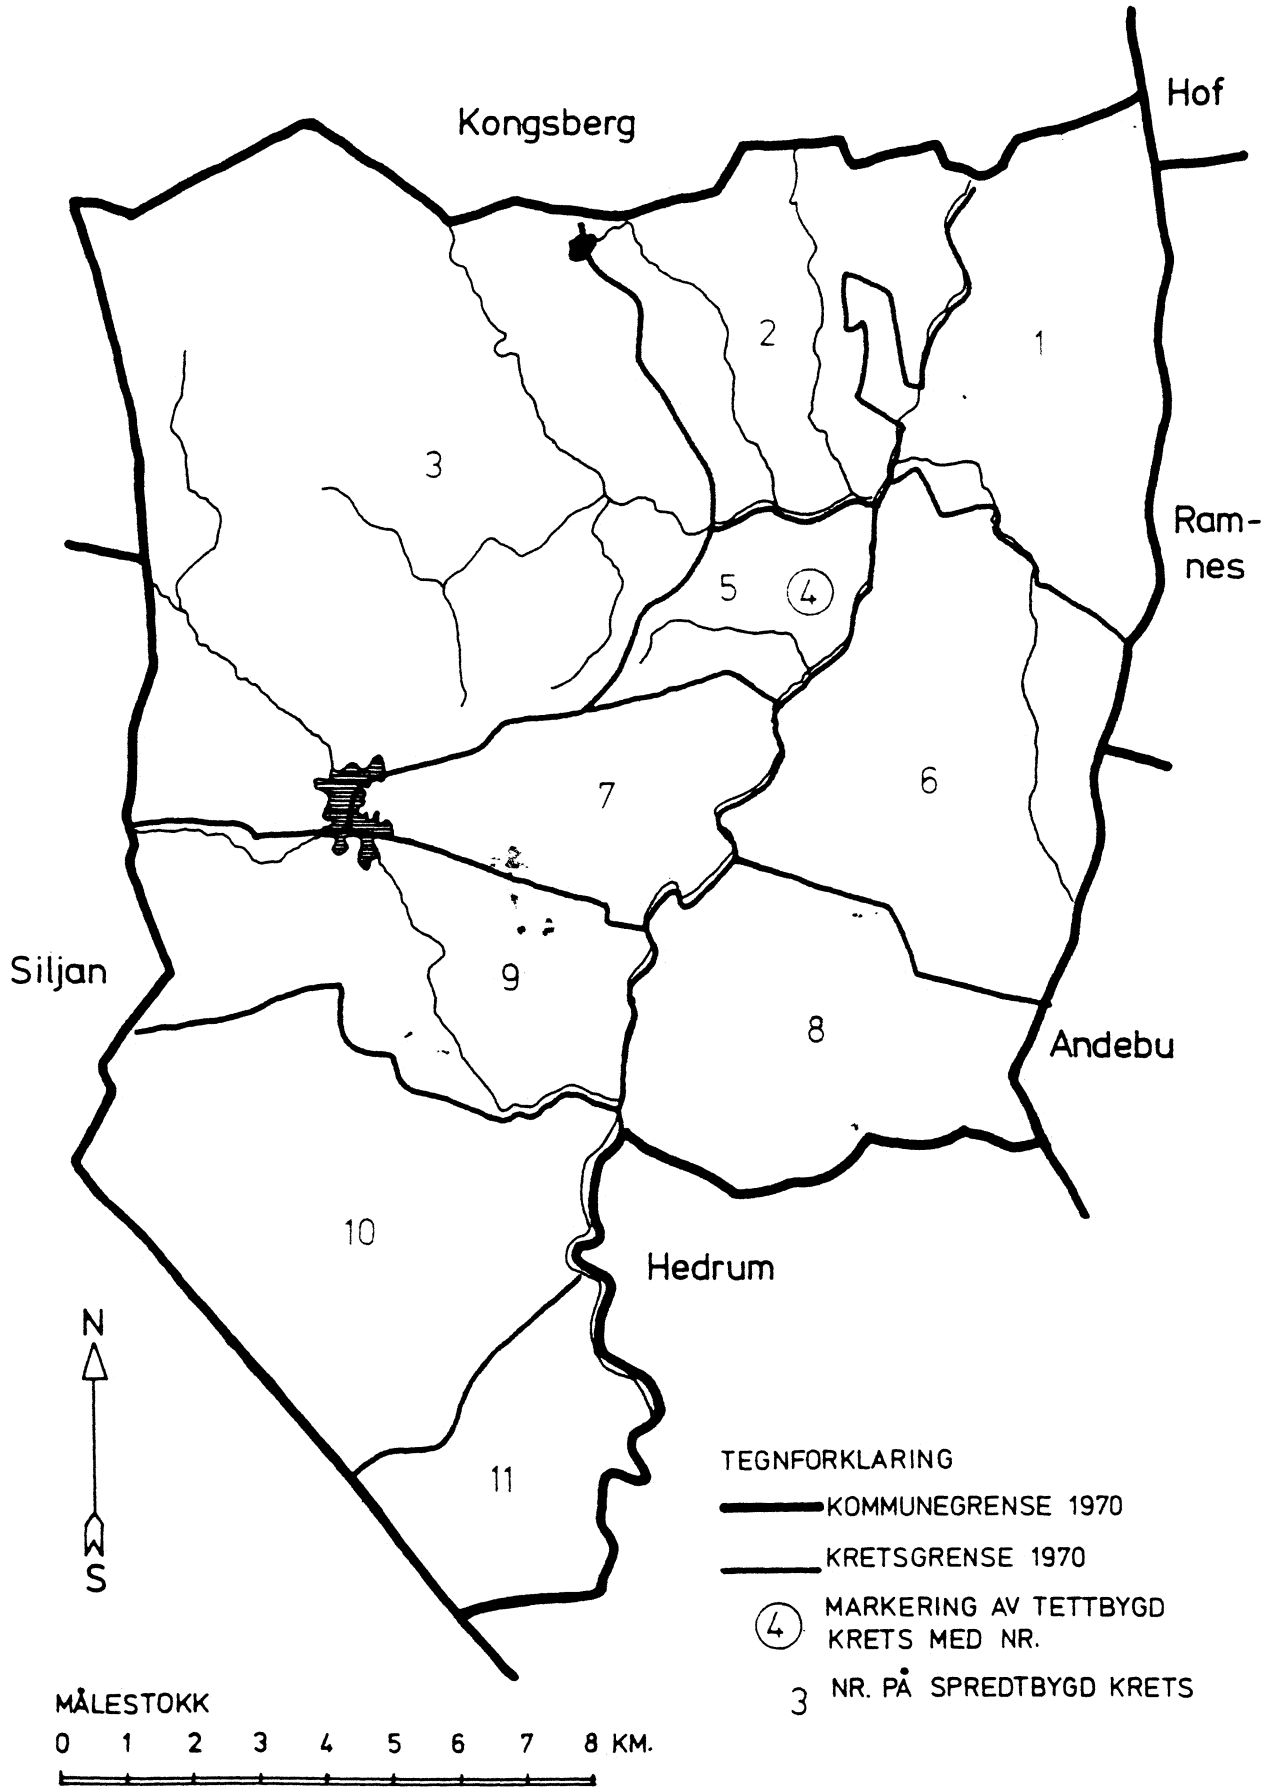 Hof
Kongsberg
2
1
3
Ram-
nes
5
4
6
7
9
Siljan
8
Andebu
10
Hedrum
N
11
S
TEGNFORKLARING
KOMMUNEGRENSE 1970
KRETSGRENSE 1970
4 MARKERING AV TETTBYGD
KRETS MED NR.
3 NR. PÅ SPREDTBYGD KRETS
MÅLESTOKK
0 1 2 3 4 5 6 7 8 KM.